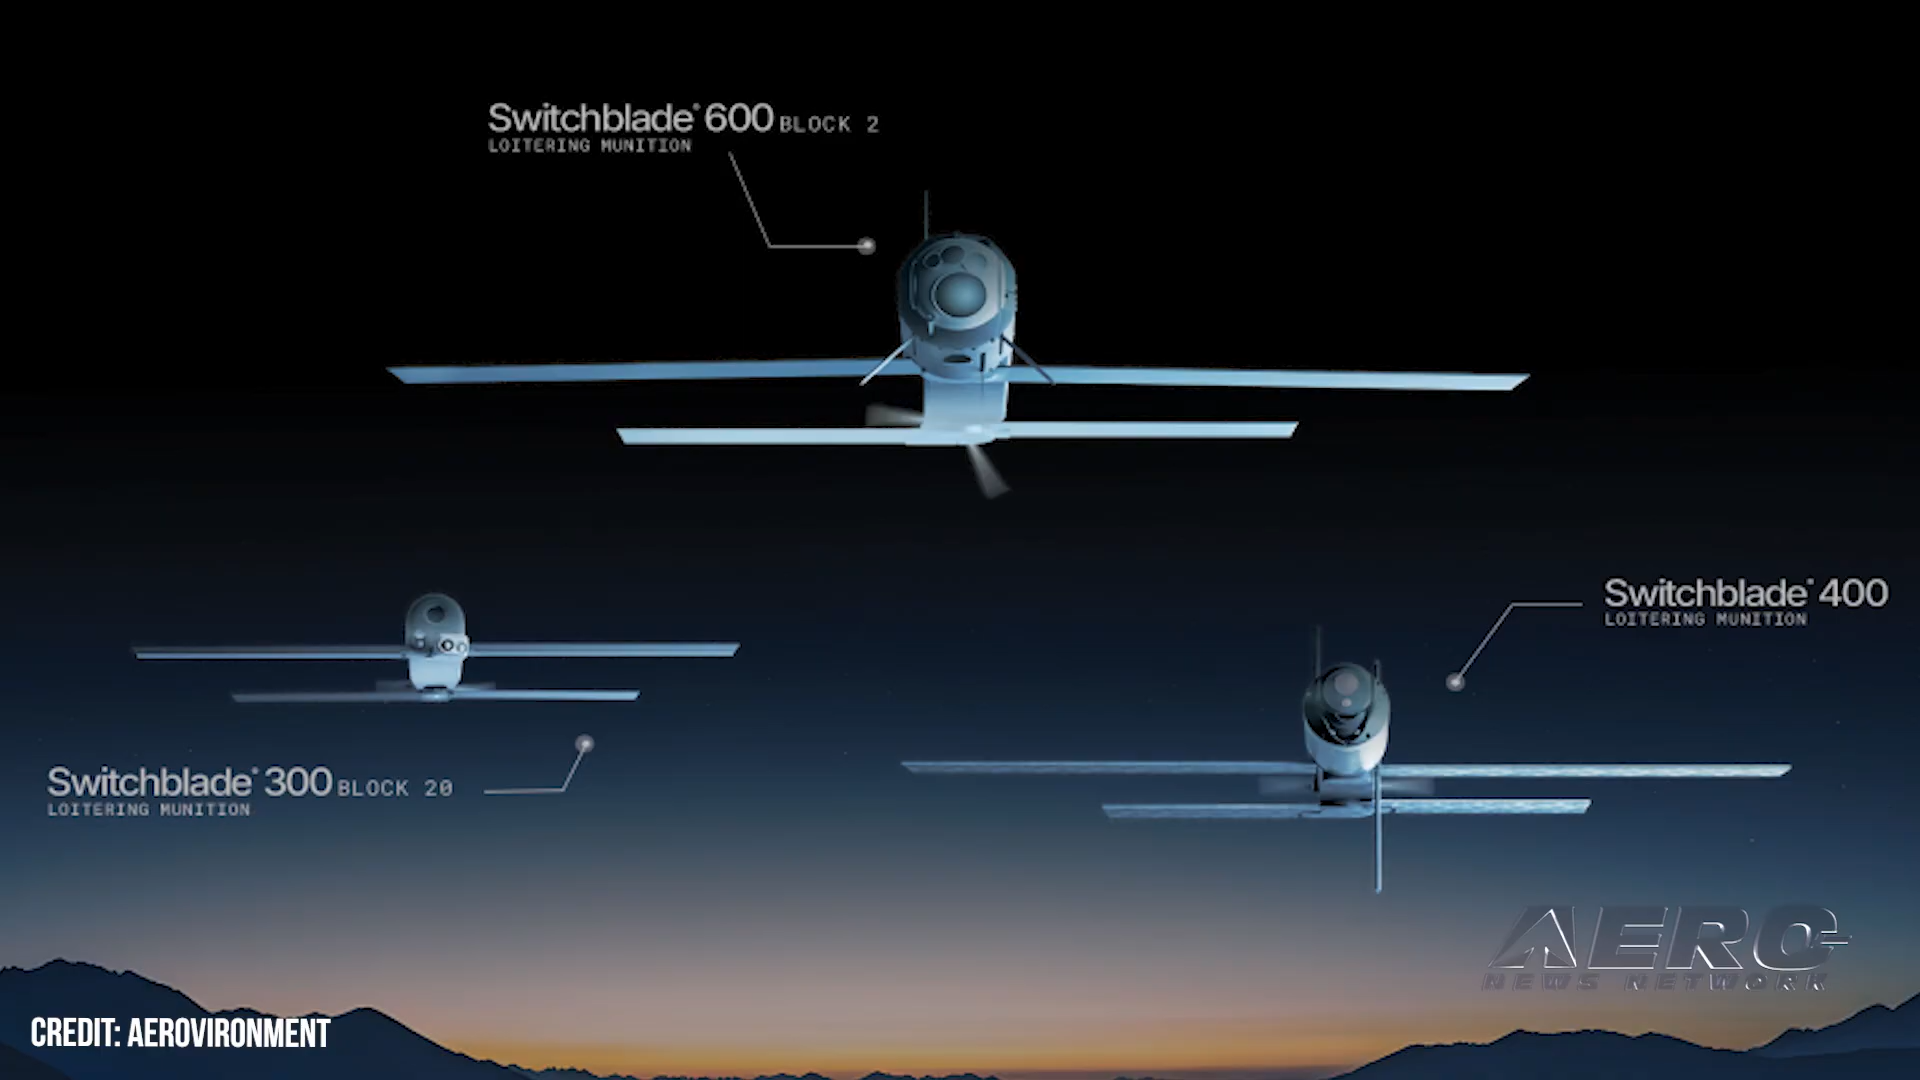 Switchblade® 600 BLOCK 2
LOITERING MUNITION
Switchblade® 400
LOITERING MUNITION
Switchblade® 300 BLOCK 20
LOITERING MUNITION
AERO
NEWS NETWORK
CREDIT: AEROVIRONMENT